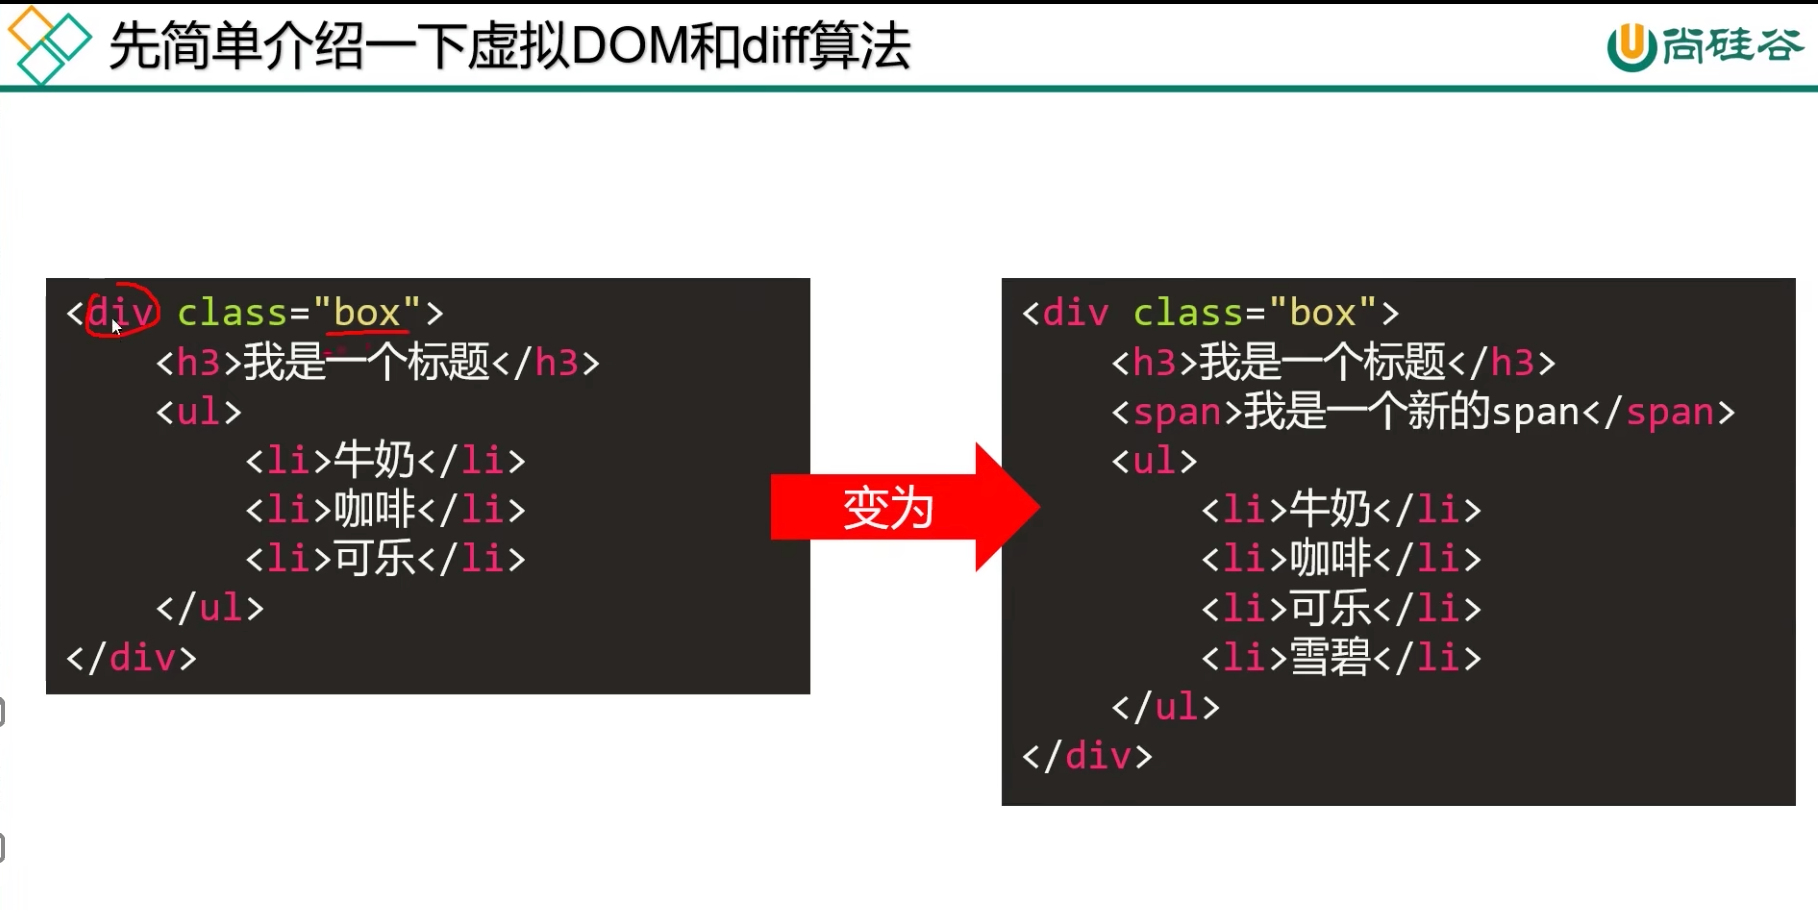 先简单介绍一下虚拟DOM和diff算法
尚硅谷
<div class="box">
    <h3>我是一个标题</h3>
    <ul>
        <li>牛奶</li>
        <li>咖啡</li>
        <li>可乐</li>
    </ul>
</div>
变为
<div class="box">
    <h3>我是一个标题</h3>
    <span>我是一个新的span</span>
    <ul>
        <li>牛奶</li>
        <li>咖啡</li>
        <li>可乐</li>
        <li>雪碧</li>
    </ul>
</div>